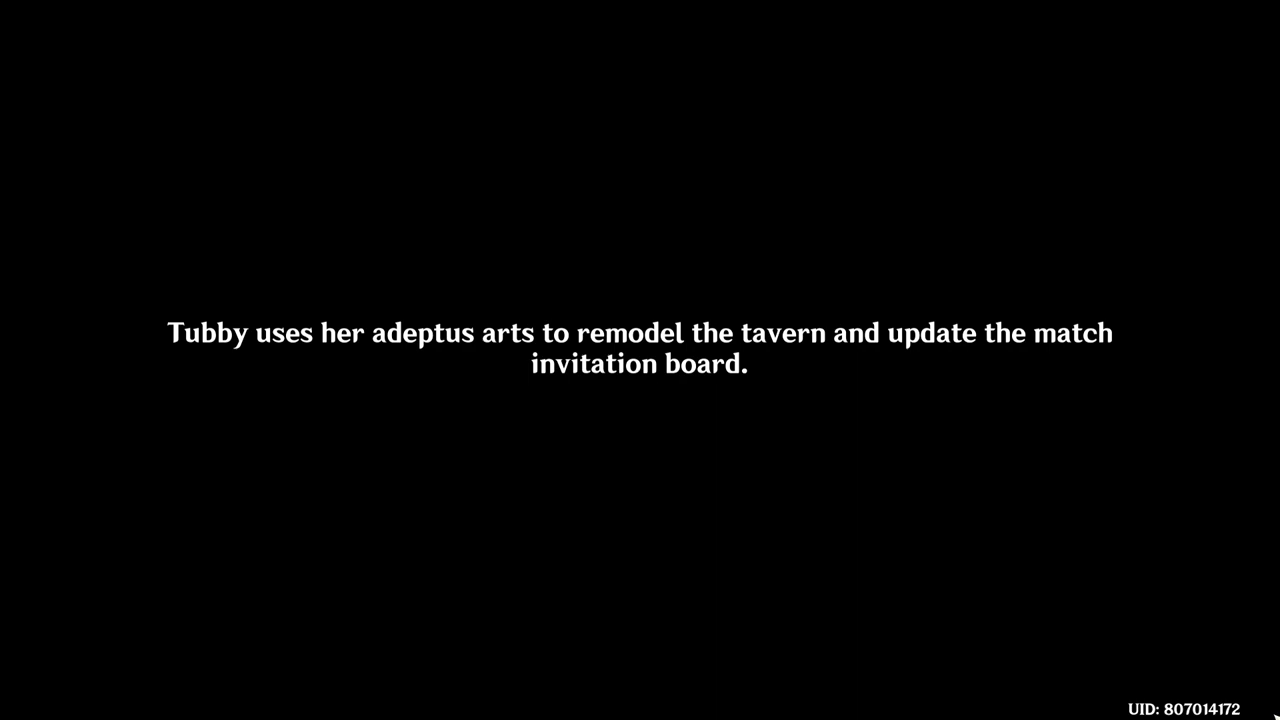 Tubby uses her adeptus arts to remodel the tavern and update the match
invitation board.
UID: 807014172